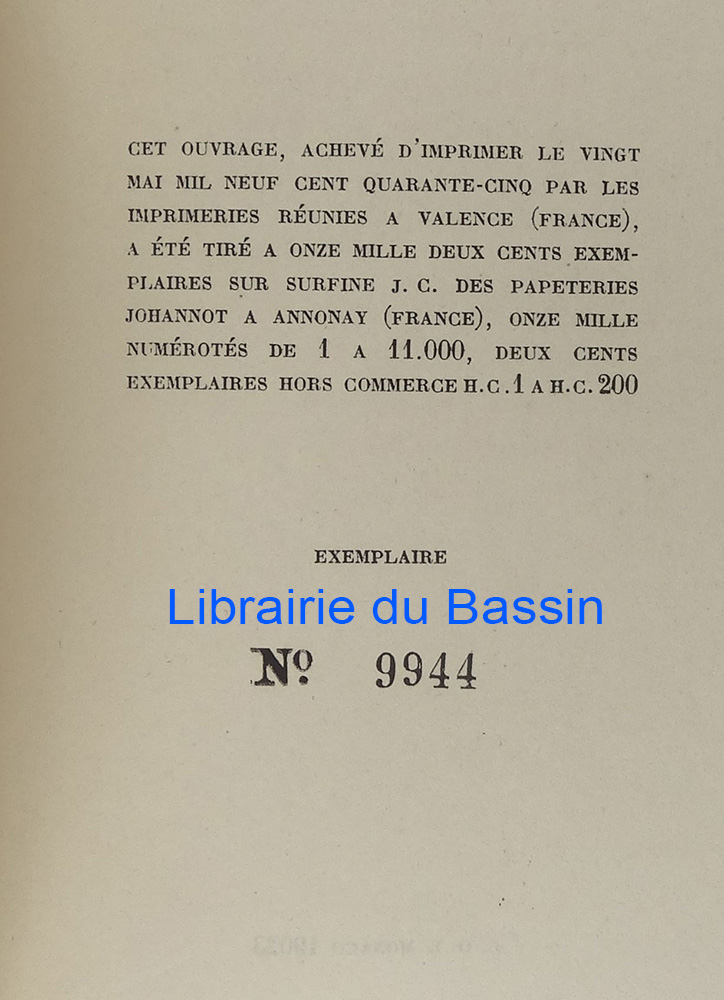 CET OUVRAGE, ACHEVÉ D'IMPRIMER LE VINGT
MAI MIL NEUF CENT QUARANTE-CINQ PAR LES
IMPRIMERIES RÉUNIES A VALENCE (FRANCE),
A ÉTÉ TIRÉ A ONZE MILLE DEUX CENTS EXEM-
PLAIRES SUR SURFINE J. C. DES PAPETERIES
JOHANNOT A ANNONAY (FRANCE), ONZE MILLE
NUMÉROTÉS DE 1 A 11.000, DEUX CENTS
EXEMPLAIRES HORS COMMERCE H.C.1 A H.C.200
EXEMPLAIRE
Librairie du Bassin
Nº 9944